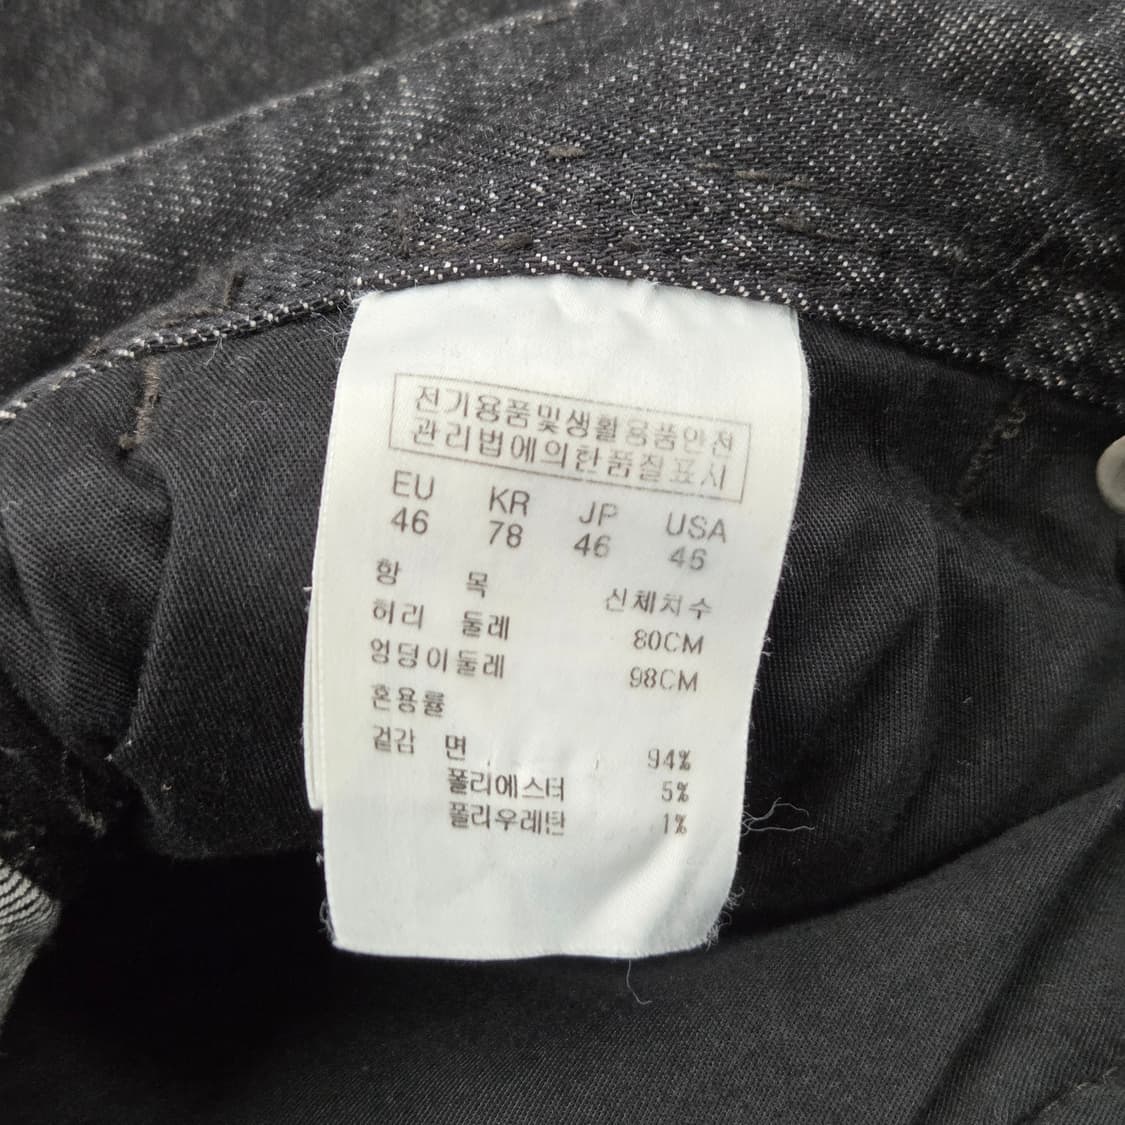 전기용품및생활용품안전
관리법에의한품질표시
EU KR JP USA
46 78 46 46
항 목 신체치수
허리 둘레 80CM
엉덩이둘레 98CM
혼용률
겉감 면 94%
폴리에스터 5%
폴리우레탄 1%